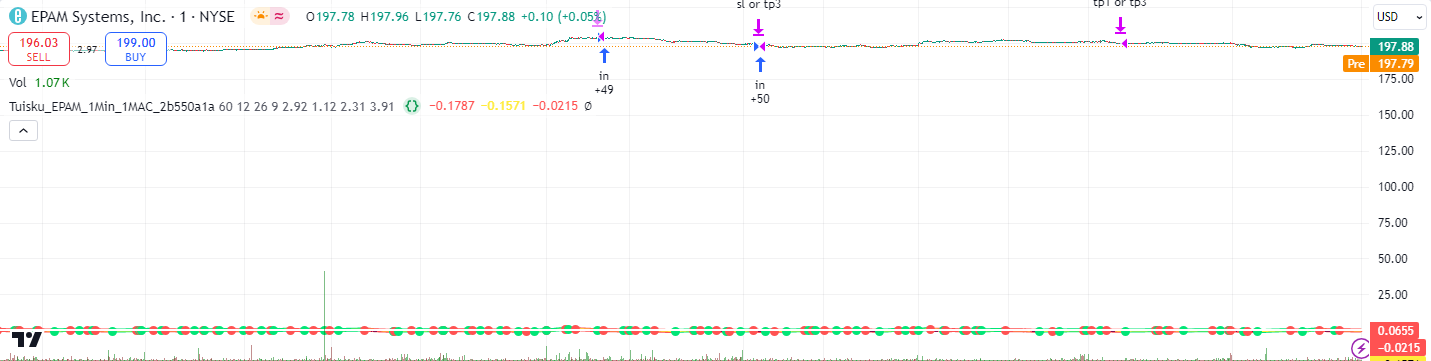 EPAM Systems, Inc. · 1 · NYSE O197.78 H197.96 L197.76 C197.88 +0.10 (+0.05%)
sl or tp3
tp1 or tp3
USD
196.03
SELL
2.97
199.00
BUY
197.88
Pre 197.79
Vol 1.07 K
in
+49
in
+50
Tuisku_EPAM_1Min_1MAC_2b550a1a 60 12 26 9 2.92 1.12 2.31 3.91 {} −0.1787 −0.1571 −0.0215 Ø
175.00
150.00
125.00
100.00
75.00
50.00
25.00
0.0655
−0.0215